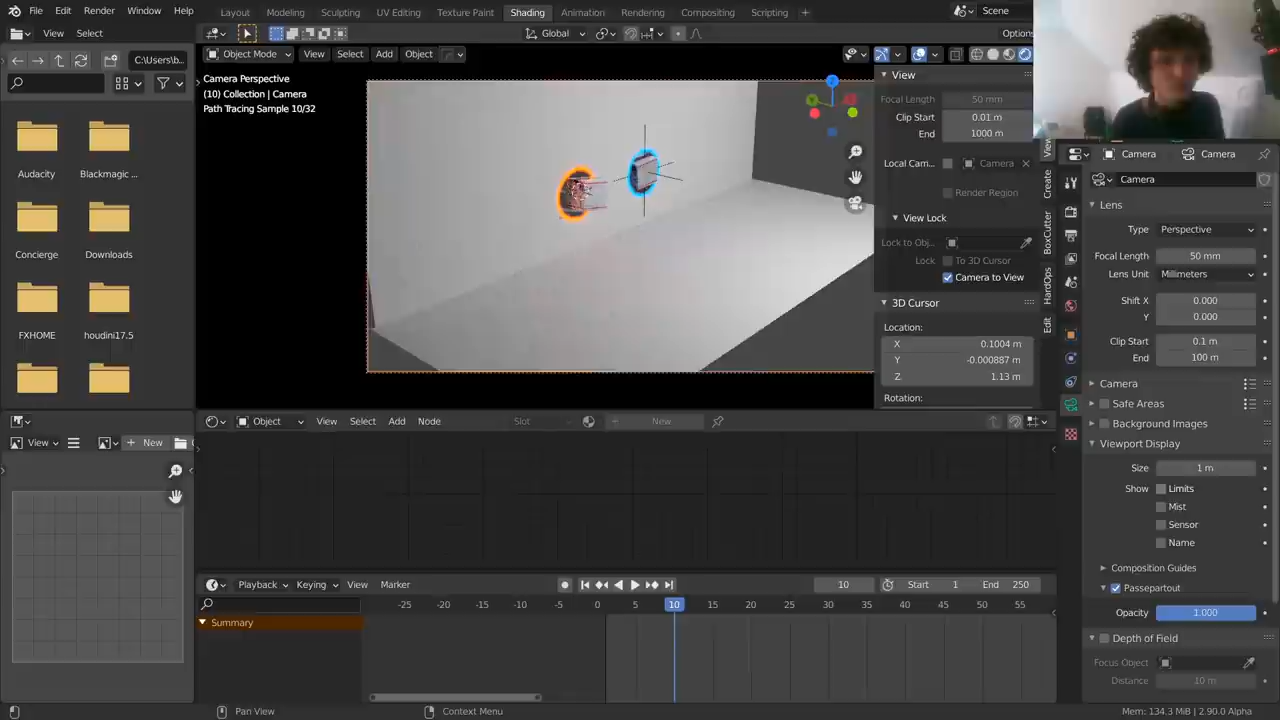 File Edit Render Window Help Layout Modeling Sculpting UV Editing Texture Paint Shading Animation Rendering Compositing Scripting + Scene
View Select Global Options
C:\Users\b... Object Mode View Select Add Object
Camera Perspective
(10) Collection | Camera
Path Tracing Sample 10/32
View
Focal Length 50 mm
Clip Start 0.01 m
End 1000 m
Local Cam... Camera
Render Region
View Lock
Lock to Obj...
Lock To 3D Cursor
Camera to View
3D Cursor
Location:
X 0.1004 m
Y -0.000887 m
Z 1.13 m
Rotation:
View
Create
BoxCutter
HardOps
Edit
Audacity Blackmagic ...
Concierge Downloads
FXHOME houdini17.5
Camera Camera
Camera
Lens
Type Perspective
Focal Length 50 mm
Lens Unit Millimeters
Shift X 0.000
Y 0.000
Clip Start 0.1 m
End 100 m
Camera
Safe Areas
Background Images
Viewport Display
Size 1 m
Show Limits
Mist
Sensor
Name
Composition Guides
Passepartout
Opacity 1.000
Depth of Field
Focus Object
Distance 10 m
View + New
Object View Select Add Node Slot + New
Playback Keying View Marker 10 Start 1 End 250
-25 -20 -15 -10 -5 0 5 10 15 20 25 30 35 40 45 50 55
Summary
Pan View Context Menu Mem: 134.3 MiB | 2.90.0 Alpha